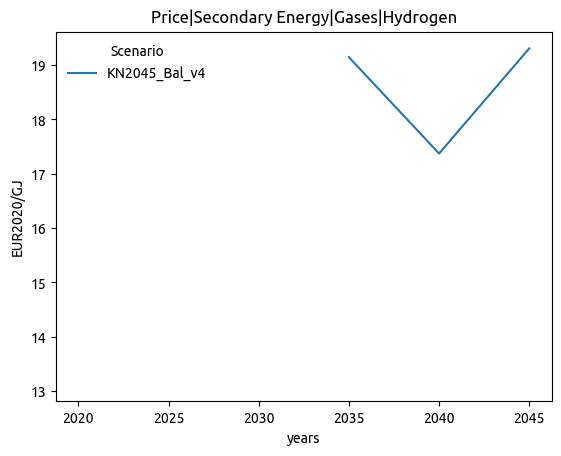 Price|Secondary Energy|Gases|Hydrogen
Scenario
KN2045_Bal_v4
19
18
17
16
15
14
13
EUR2020/GJ
2020 2025 2030 2035 2040 2045
years